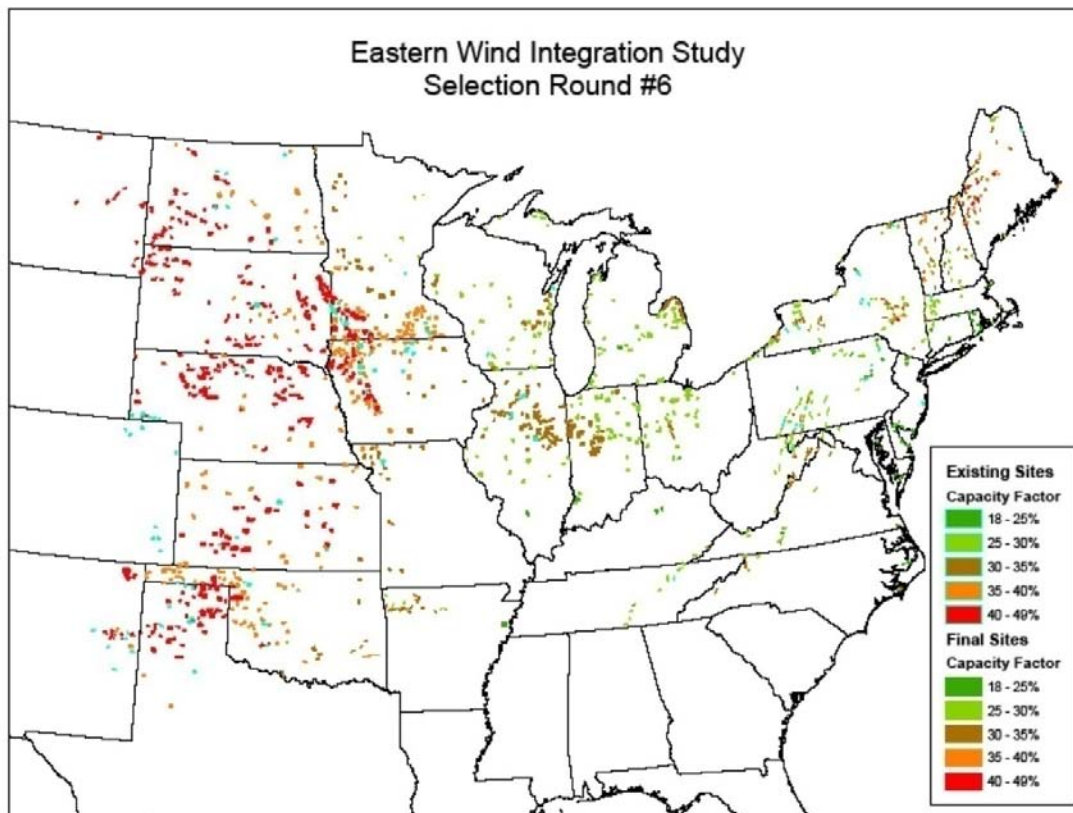 Eastern Wind Integration Study
Selection Round #6
Existing Sites
Capacity Factor
18 - 25%
25 - 30%
30 - 35%
35 - 40%
40 - 49%
Final Sites
Capacity Factor
18 - 25%
25 - 30%
30 - 35%
35 - 40%
40 - 49%